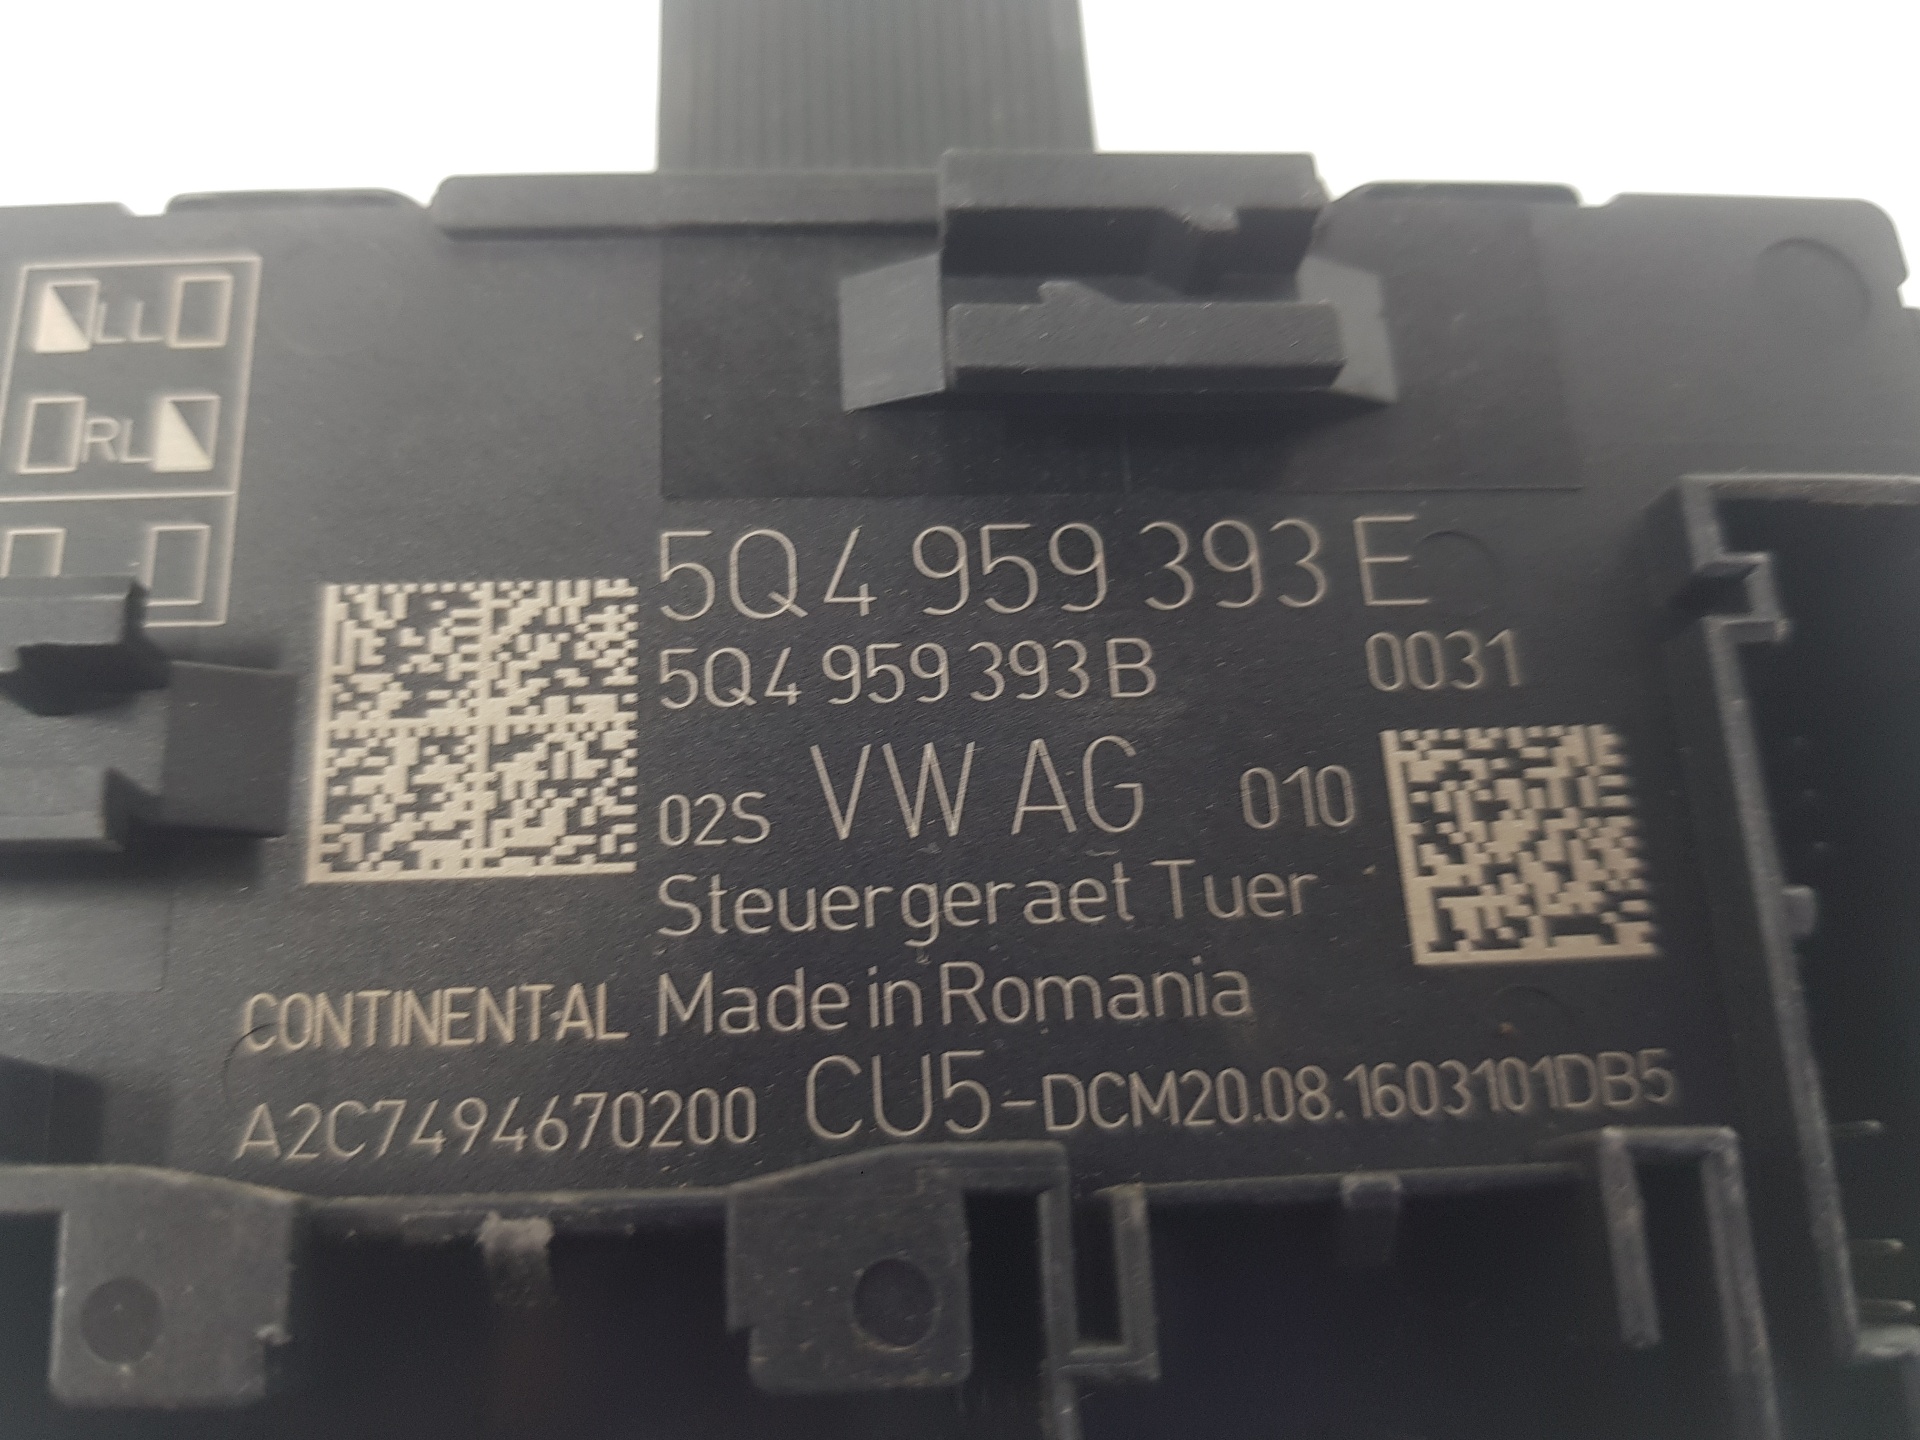 LL
RL
5Q4 959 393 E
5Q4 959 393 B 0031
02S VW AG 010
Steuergeraet Tuer
CONTINENTAL Made in Romania
A2C7494670200 CU5-DCM20.08.1603101DB5